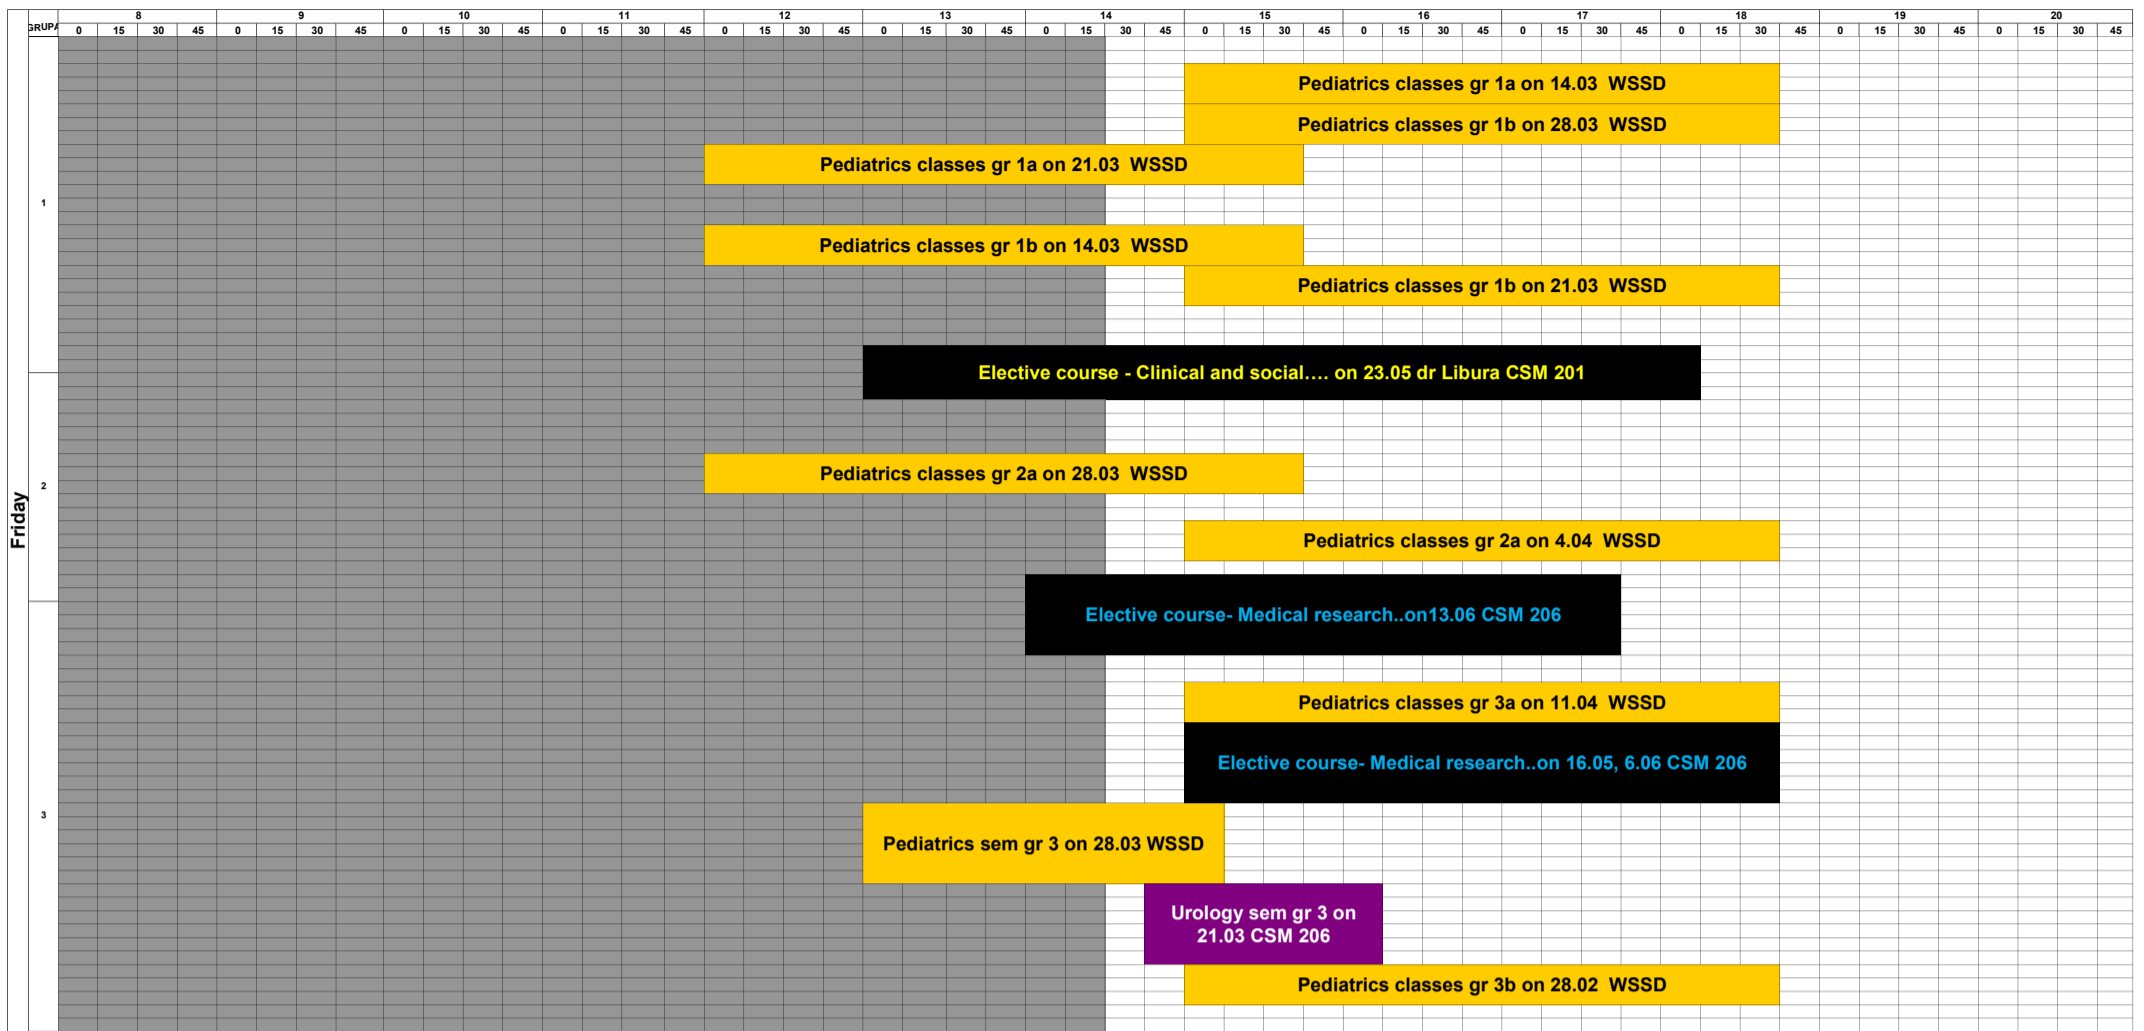 8 9 10 11 12 13 14 15 16 17 18 19 20
GRUPA
0 15 30 45 0 15 30 45 0 15 30 45 0 15 30 45 0 15 30 45 0 15 30 45 0 15 30 45 0 15 30 45 0 15 30 45 0 15 30 45 0 15 30 45 0 15 30 45 0 15 30 45
Friday
1
Pediatrics classes gr 1a on 14.03 WSSD
Pediatrics classes gr 1b on 28.03 WSSD
Pediatrics classes gr 1a on 21.03 WSSD
Pediatrics classes gr 1b on 14.03 WSSD
Pediatrics classes gr 1b on 21.03 WSSD
Elective course - Clinical and social.... on 23.05 dr Libura CSM 201
2
Pediatrics classes gr 2a on 28.03 WSSD
Pediatrics classes gr 2a on 4.04 WSSD
Elective course- Medical research..on13.06 CSM 206
3
Pediatrics classes gr 3a on 11.04 WSSD
Elective course- Medical research..on 16.05, 6.06 CSM 206
Pediatrics sem gr 3 on 28.03 WSSD
Urology sem gr 3 on
21.03 CSM 206
Pediatrics classes gr 3b on 28.02 WSSD